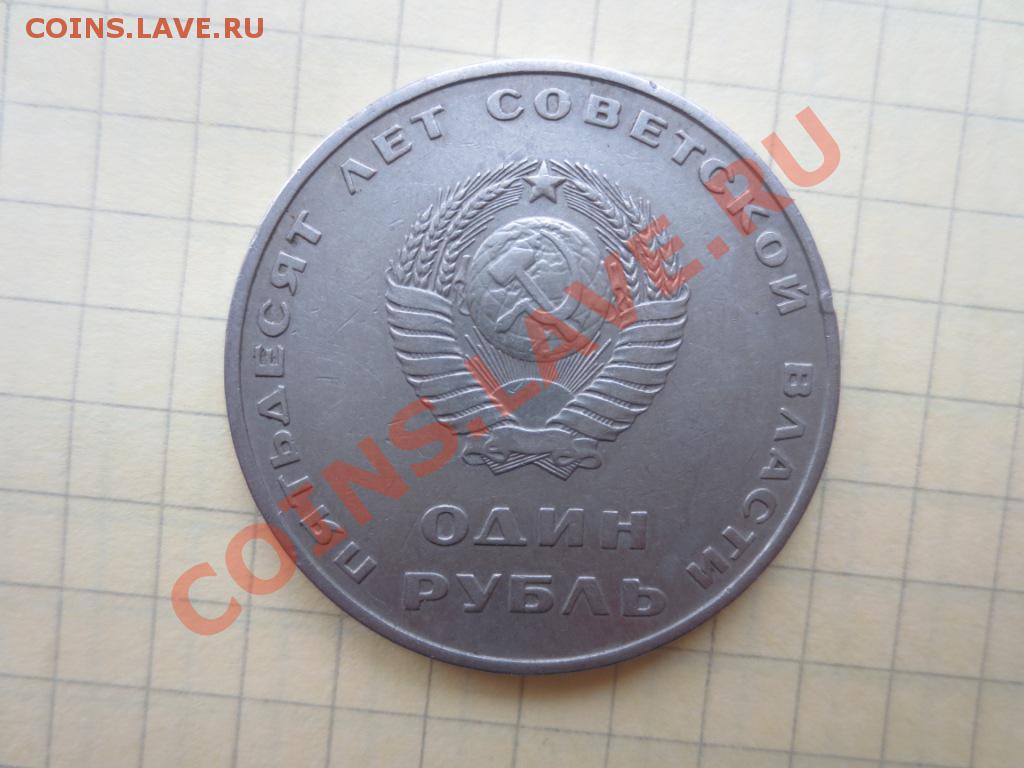 COINS.LAVE.RU
ПЯТЬДЕСЯТ ЛЕТ СОВЕТСКОЙ ВЛАСТИ
ОДИН
РУБЛЬ
COINS.LAVE.RU